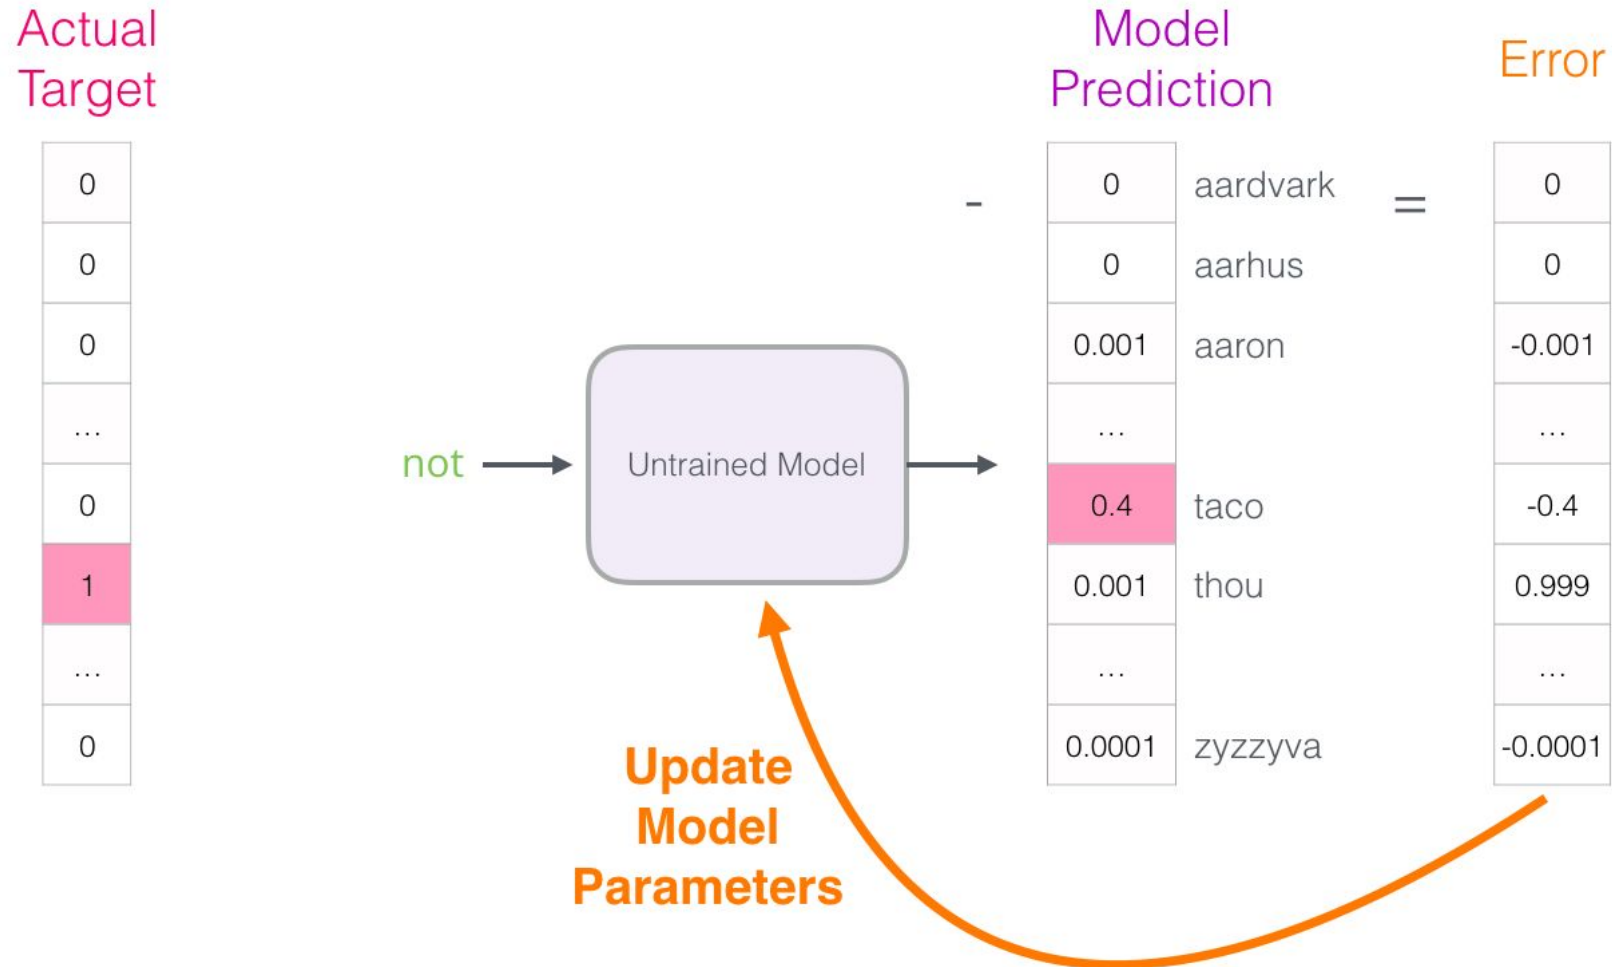 Actual
Target
0
0
0
...
0
1
...
0
not
Untrained Model
Update
Model
Parameters
-
Model
Prediction
0 aardvark
0 aarhus
0.001 aaron
...
0.4 taco
0.001 thou
...
0.0001 zyzzyva
=
Error
0
0
-0.001
...
-0.4
0.999
...
-0.0001